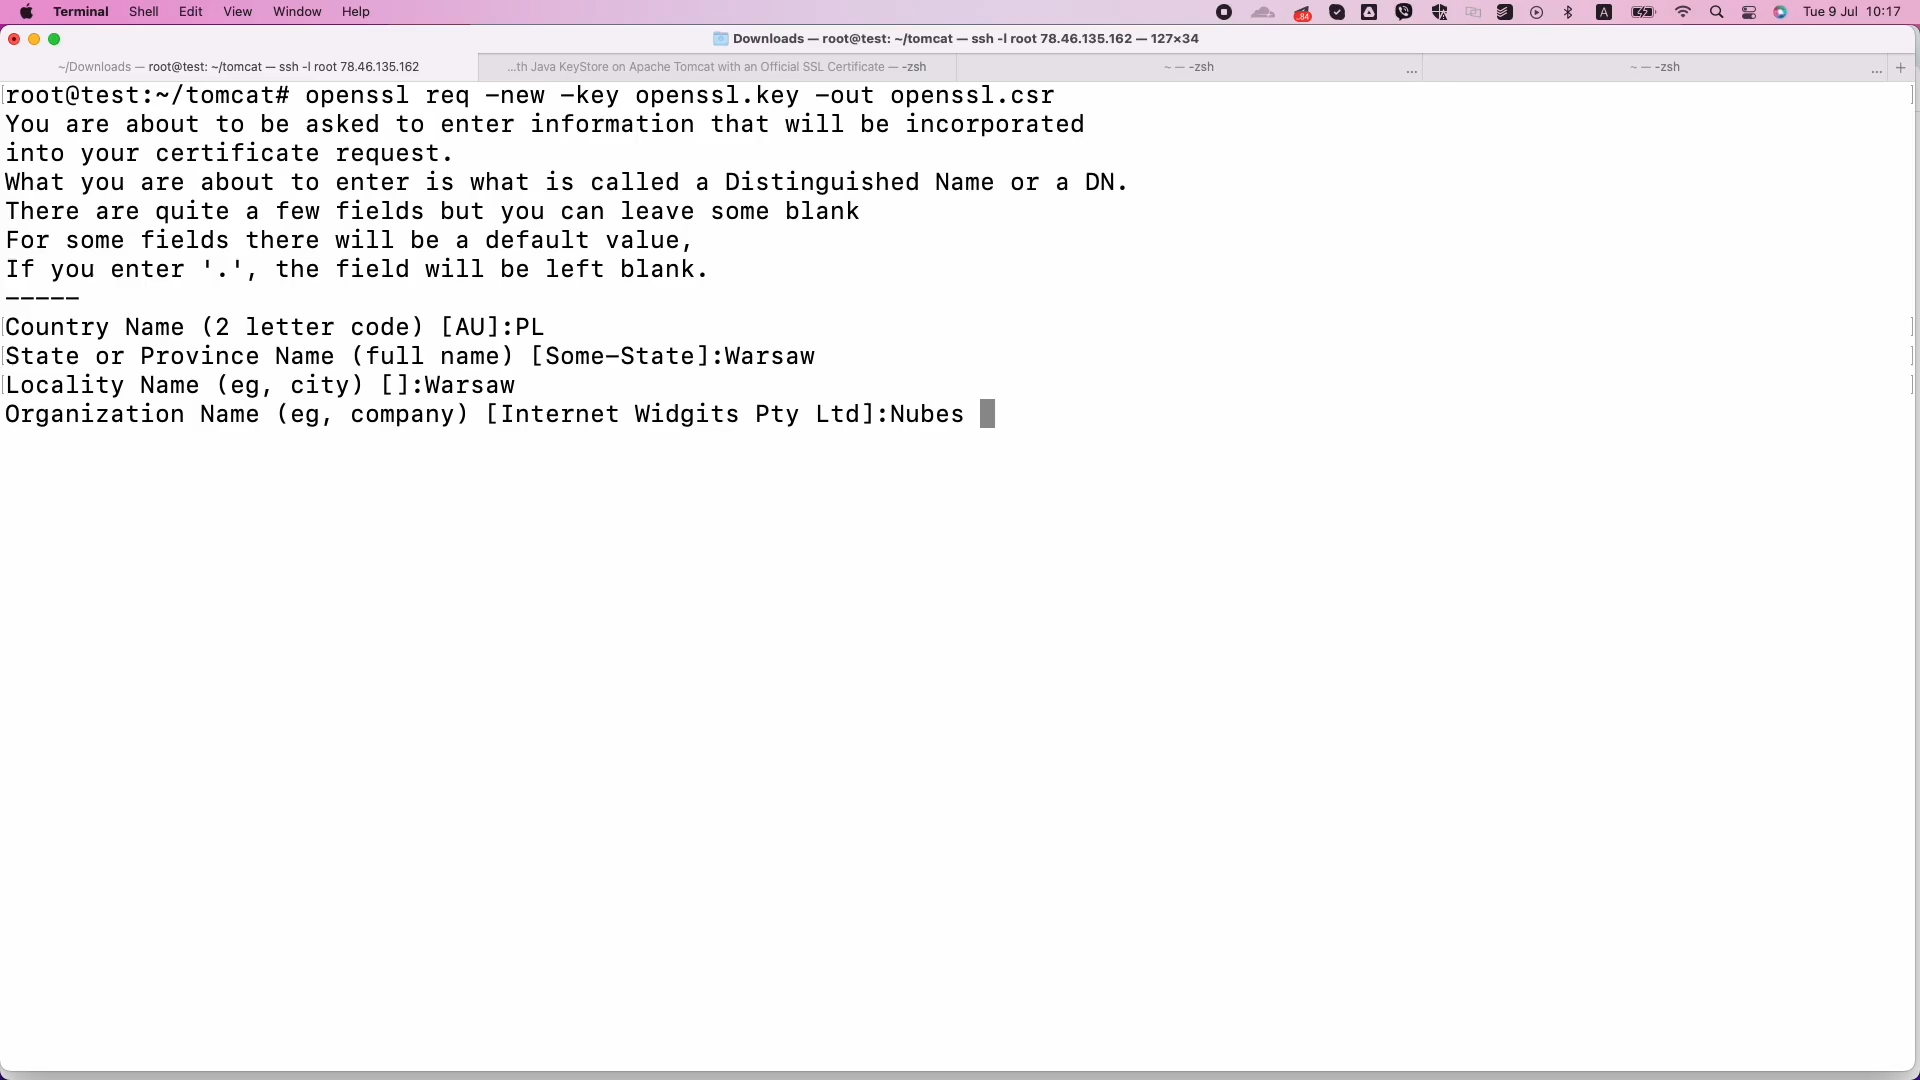 Terminal Shell Edit View Window Help 84 A Tue 9 Jul 10:17
Downloads — root@test: ~/tomcat — ssh -l root 78.46.135.162 — 127×34
~/Downloads — root@test: ~/tomcat — ssh -l root 78.46.135.162 ...th Java KeyStore on Apache Tomcat with an Official SSL Certificate — -zsh ~ — -zsh ... ~ — -zsh ... +
root@test:~/tomcat# openssl req -new -key openssl.key -out openssl.csr
You are about to be asked to enter information that will be incorporated
into your certificate request.
What you are about to enter is what is called a Distinguished Name or a DN.
There are quite a few fields but you can leave some blank
For some fields there will be a default value,
If you enter '.', the field will be left blank.
-----
Country Name (2 letter code) [AU]:PL
State or Province Name (full name) [Some-State]:Warsaw
Locality Name (eg, city) []:Warsaw
Organization Name (eg, company) [Internet Widgits Pty Ltd]:Nubes